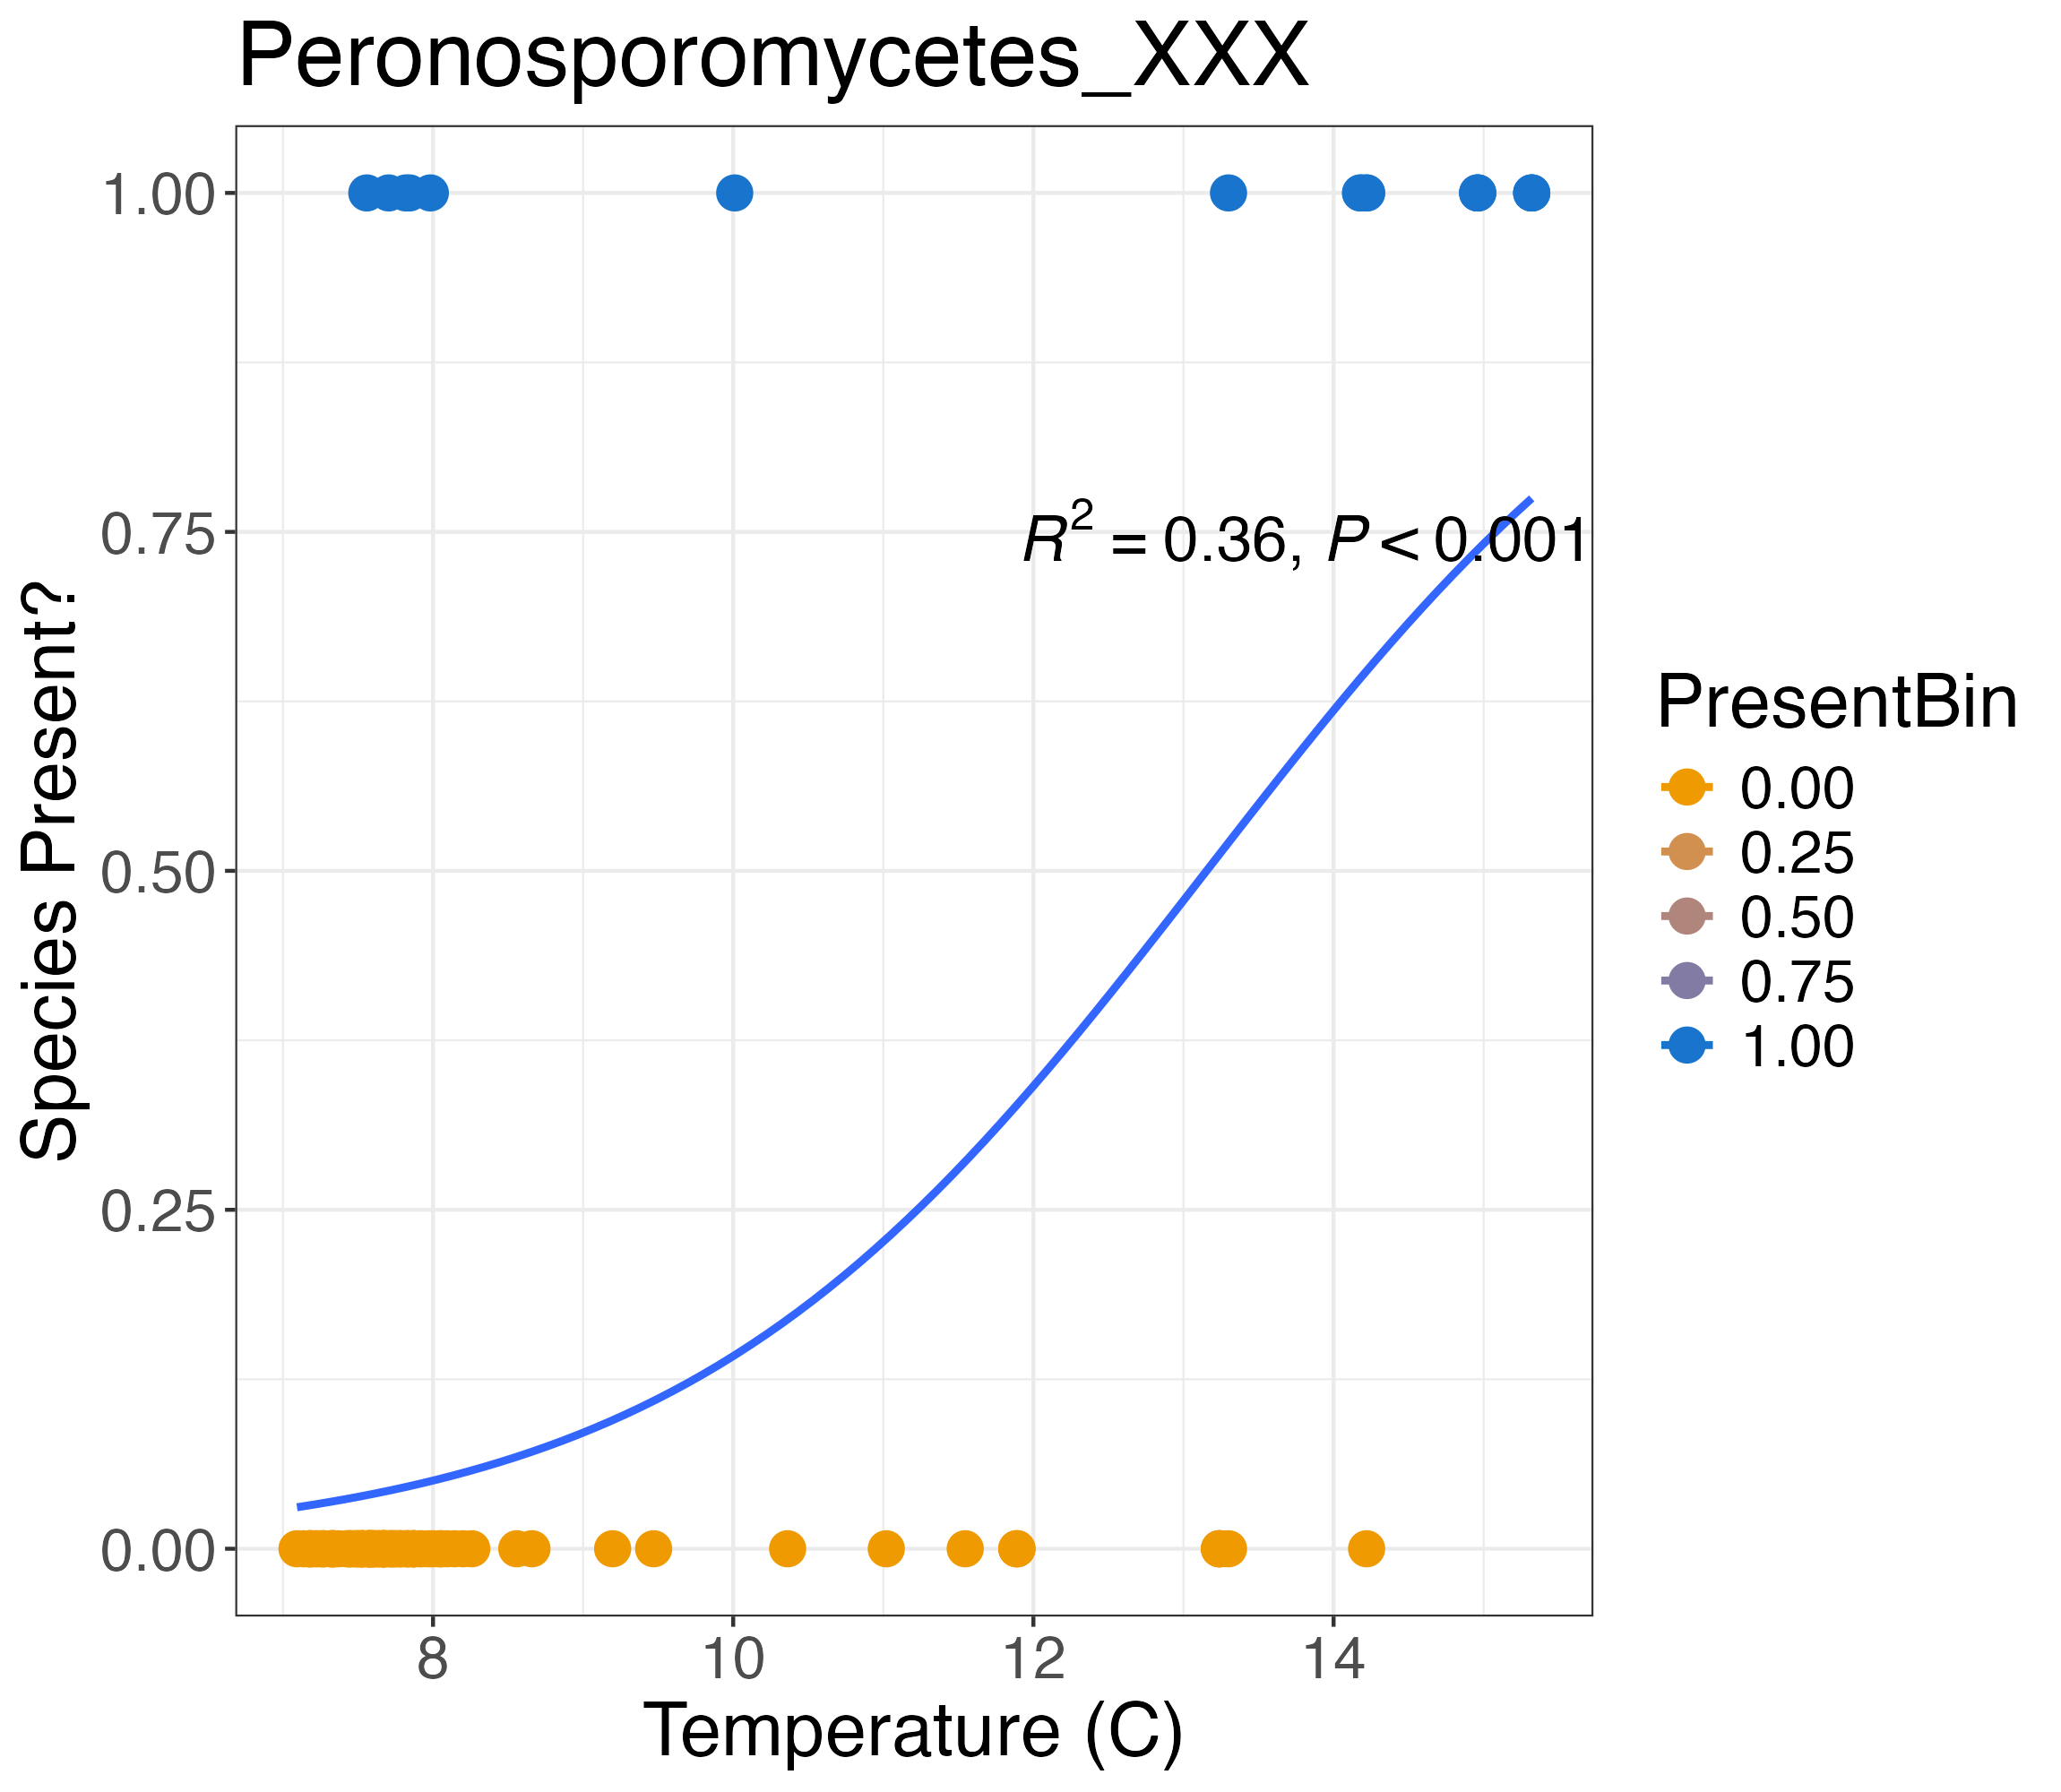 Peronosporomycetes_XXX
1.00
0.75
0.50
0.25
0.00
Species Present?
R² = 0.36, P < 0.001
8 10 12 14
Temperature (C)
PresentBin
0.00
0.25
0.50
0.75
1.00